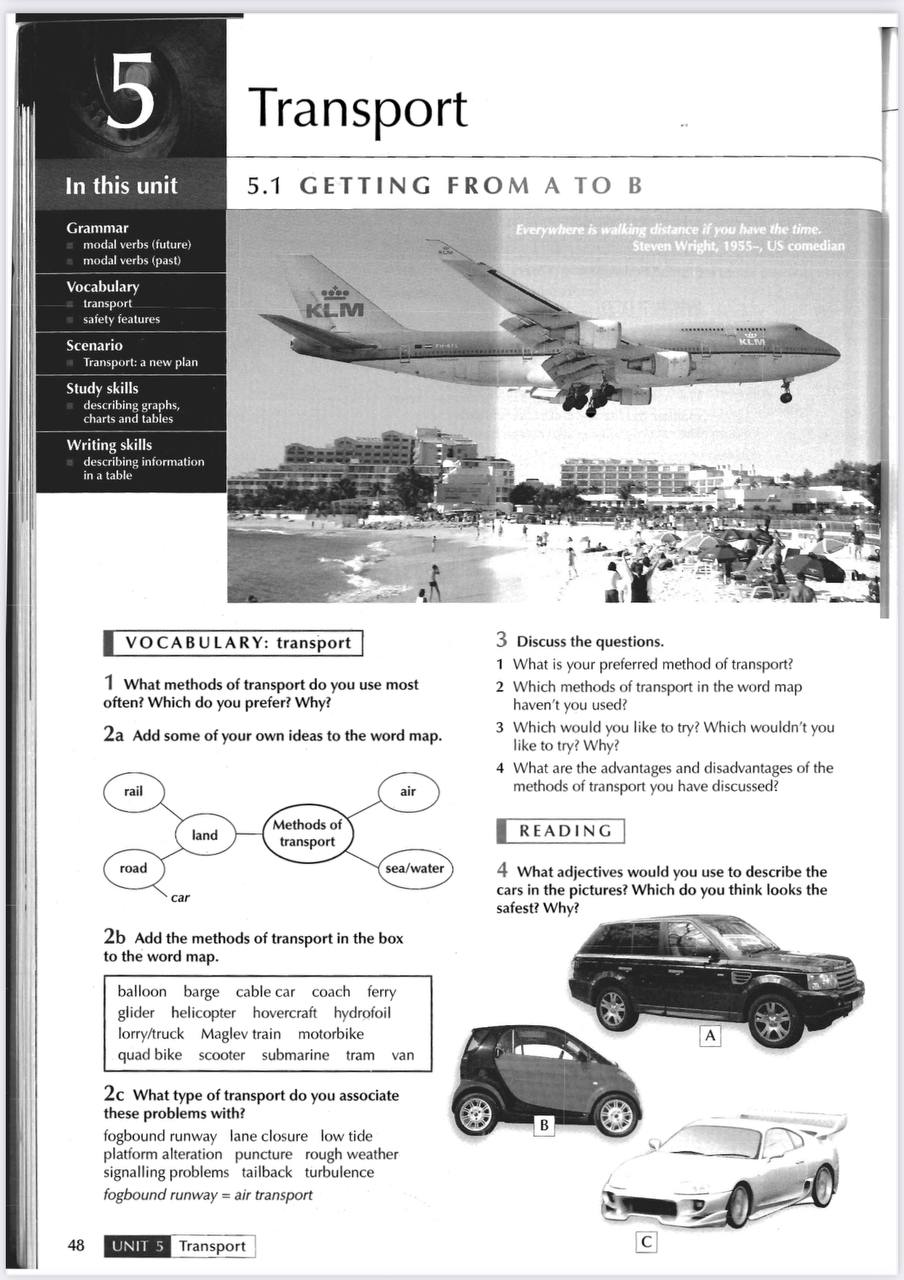 5
Transport
In this unit
5.1 GETTING FROM A TO B
Grammar
modal verbs (future)
modal verbs (past)
Vocabulary
transport
safety features
Scenario
Transport: a new plan
Study skills
describing graphs,
charts and tables
Writing skills
describing information
in a table
Everywhere is walking distance if you have the time.
Steven Wright, 1955–, US comedian
KLM
KLM
KLM
VOCABULARY: transport
1 What methods of transport do you use most
often? Which do you prefer? Why?
2a Add some of your own ideas to the word map.
rail
air
land
Methods of
transport
road
sea/water
car
2b Add the methods of transport in the box
to the word map.
balloon barge cable car coach ferry
glider helicopter hovercraft hydrofoil
lorry/truck Maglev train motorbike
quad bike scooter submarine tram van
2c What type of transport do you associate
these problems with?
fogbound runway lane closure low tide
platform alteration puncture rough weather
signalling problems tailback turbulence
fogbound runway = air transport
3 Discuss the questions.
1 What is your preferred method of transport?
2 Which methods of transport in the word map
haven't you used?
3 Which would you like to try? Which wouldn't you
like to try? Why?
4 What are the advantages and disadvantages of the
methods of transport you have discussed?
READING
4 What adjectives would you use to describe the
cars in the pictures? Which do you think looks the
safest? Why?
A
B
C
48 UNIT 5 Transport